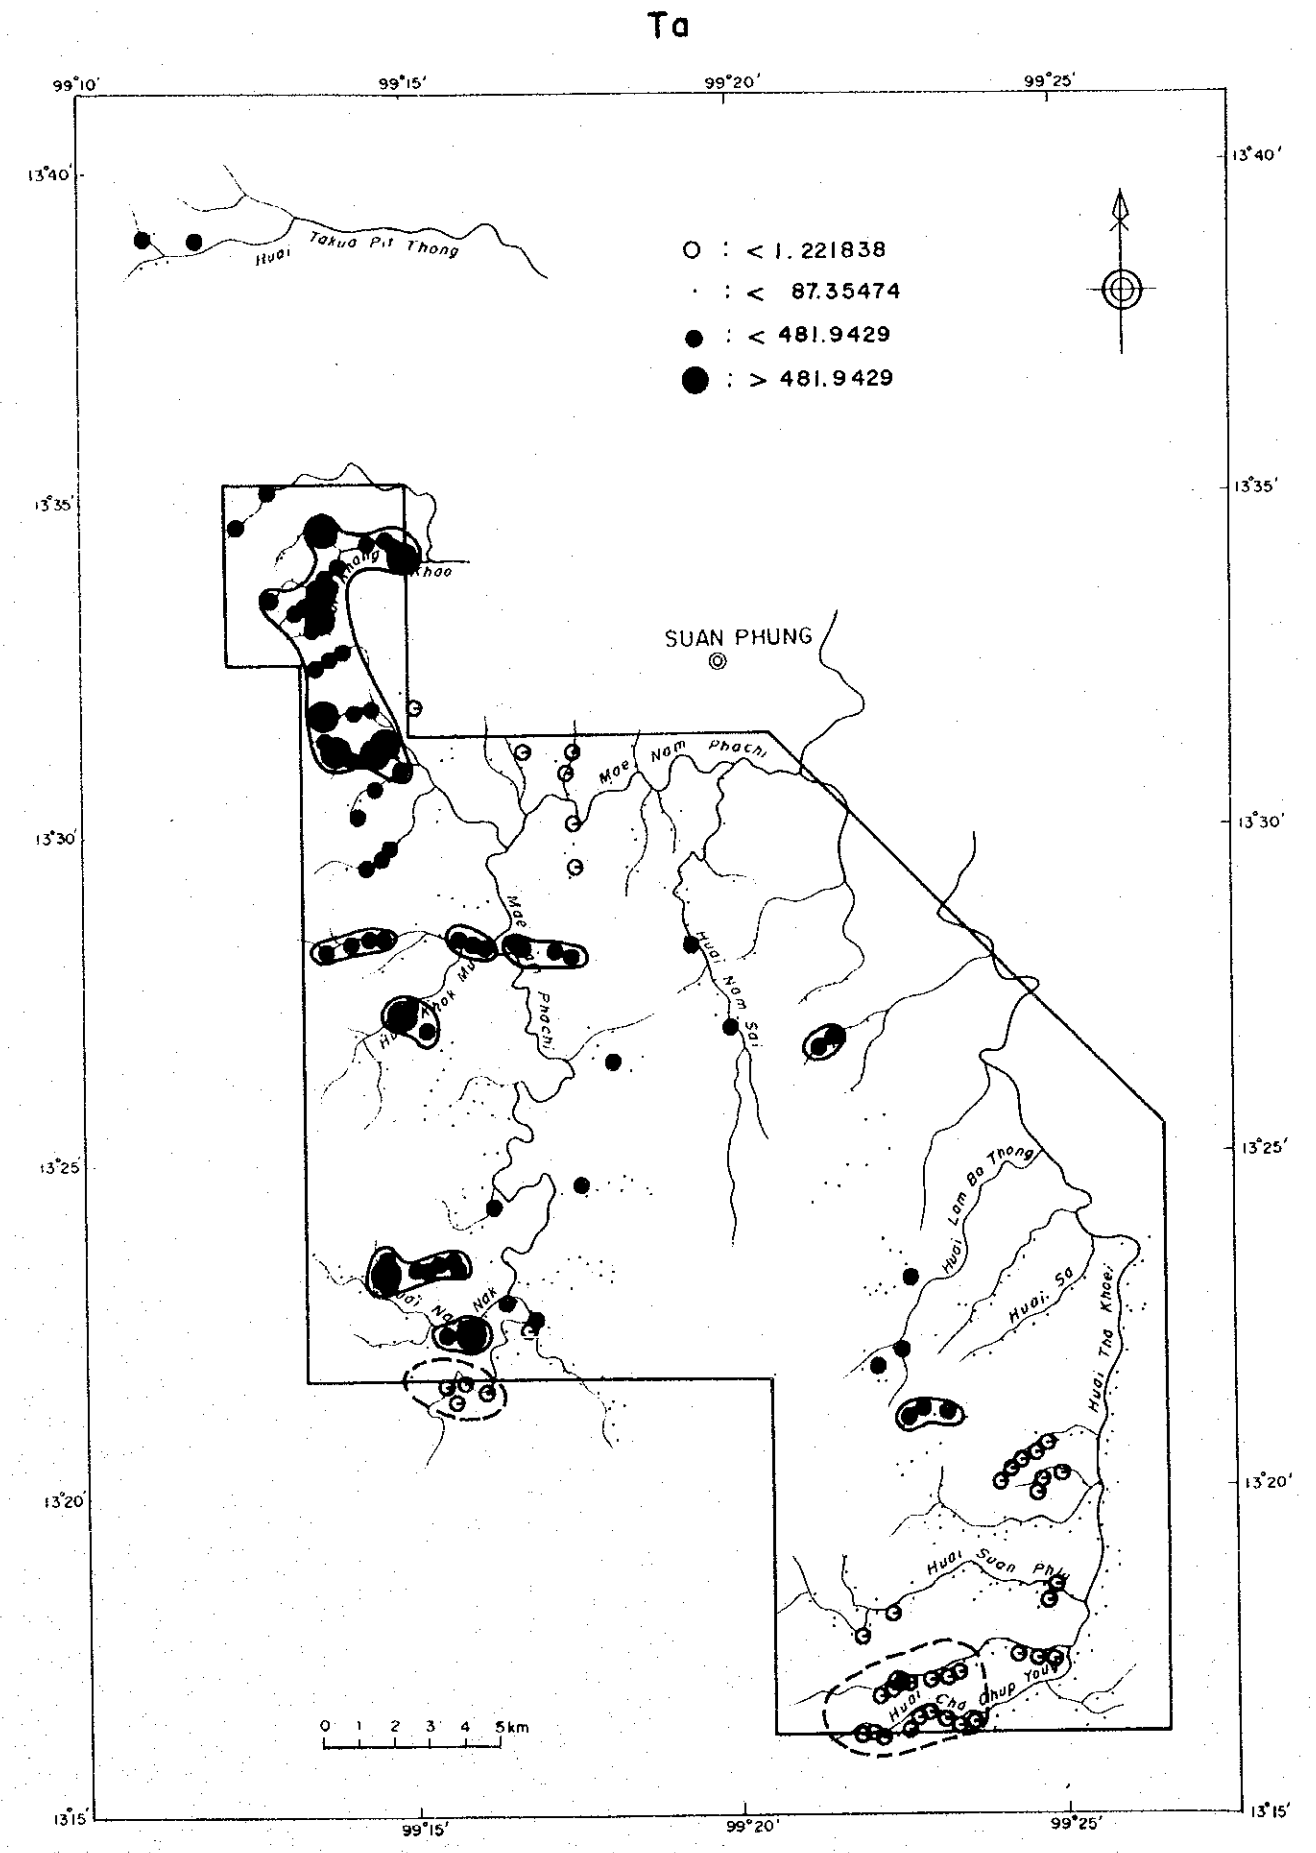 Ta
99°10' 99°15' 99°20' 99°25'
13°40' 13°40'
Huai Takua Pit Thong
O : < 1.221838
· : < 87.35474
● : < 481.9429
● : > 481.9429
13°35' 13°35'
Khao
SUAN PHUNG
Mae Nam Phachi
13°30' 13°30'
Mae
Phachi
Khok
Huai Nam Sai
13°25' 13°25'
Huai Lam Ba Thong
Huai Sa
Huai Tha Khoei
Nak
13°20' 13°20'
Huai Suan Phlu
Huai Cha Chup Youk
0 1 2 3 4 5km
13°15' 13°15'
99°15' 99°20' 99°25'